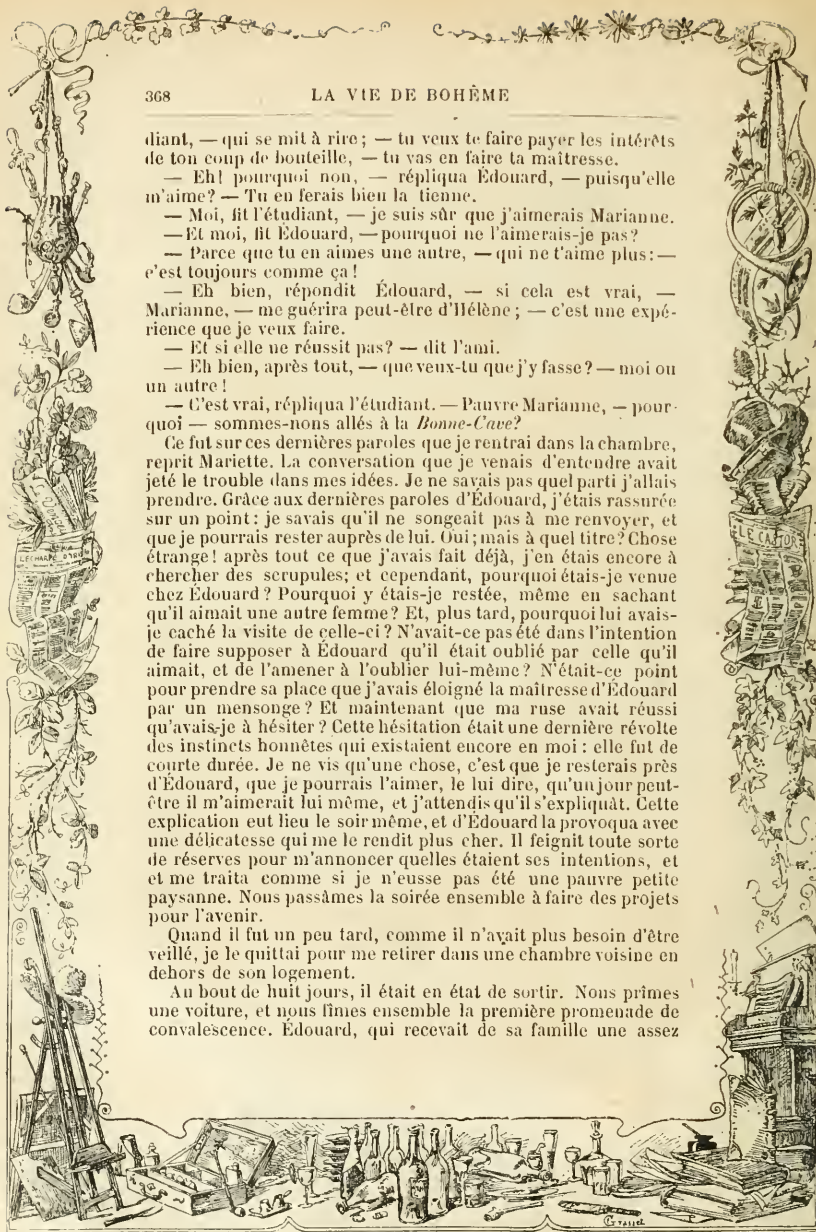 368 LA VIE DE BOHÊME
diant, — qui se mit à rire ; — tu veux te faire payer les intérêts
de ton coup de bouteille, — tu vas en faire ta maîtresse.
— Eh! pourquoi non, — répliqua Édouard, — puisqu'elle
m'aime? — Tu en ferais bien la tienne.
— Moi, fit l'étudiant, — je suis sûr que j'aimerais Marianne.
— Et moi, fit Édouard, — pourquoi ne l'aimerais-je pas?
— Parce que tu en aimes une autre, — qui ne t'aime plus : —
c'est toujours comme ça !
— Eh bien, répondit Édouard, — si cela est vrai, —
Marianne, — me guérira peut-être d'Hélène ; — c'est une expé-
rience que je veux faire.
— Et si elle ne réussit pas? — dit l'ami.
— Eh bien, après tout, — que veux-tu que j'y fasse? — moi ou
un autre !
— C'est vrai, répliqua l'étudiant. — Pauvre Marianne, — pour-
quoi — sommes-nous allés à la Bonne-Cave?
Ce fut sur ces dernières paroles que je rentrai dans la chambre,
reprit Mariette. La conversation que je venais d'entendre avait
jeté le trouble dans mes idées. Je ne savais pas quel parti j'allais
prendre. Grâce aux dernières paroles d'Édouard, j'étais rassurée
sur un point : je savais qu'il ne songeait pas à me renvoyer, et
que je pourrais rester auprès de lui. Oui ; mais à quel titre? Chose
étrange! après tout ce que j'avais fait déjà, j'en étais encore à
chercher des scrupules; et cependant, pourquoi étais-je venue
chez Édouard? Pourquoi y étais-je restée, même en sachant
qu'il aimait une autre femme? Et, plus tard, pourquoi lui avais-
je caché la visite de celle-ci? N'avait-ce pas été dans l'intention
de faire supposer à Édouard qu'il était oublié par celle qu'il
aimait, et de l'amener à l'oublier lui-même? N'était-ce point
pour prendre sa place que j'avais éloigné la maîtresse d'Édouard
par un mensonge? Et maintenant que ma ruse avait réussi
qu'avais-je à hésiter? Cette hésitation était une dernière révolte
des instincts honnêtes qui existaient encore en moi : elle fut de
courte durée. Je ne vis qu'une chose, c'est que je resterais près
d'Édouard, que je pourrais l'aimer, le lui dire, qu'un jour peut-
être il m'aimerait lui même, et j'attendis qu'il s'expliquât. Cette
explication eut lieu le soir même, et d'Édouard la provoqua avec
une délicatesse qui me le rendit plus cher. Il feignit toute sorte
de réserves pour m'annoncer quelles étaient ses intentions, et
et me traita comme si je n'eusse pas été une pauvre petite
paysanne. Nous passâmes la soirée ensemble à faire des projets
pour l'avenir.
Quand il fut un peu tard, comme il n'avait plus besoin d'être
veillé, je le quittai pour me retirer dans une chambre voisine en
dehors de son logement.
Au bout de huit jours, il était en état de sortir. Nous prîmes
une voiture, et nous fîmes ensemble la première promenade de
convalescence. Édouard, qui recevait de sa famille une assez
LE CASTOR